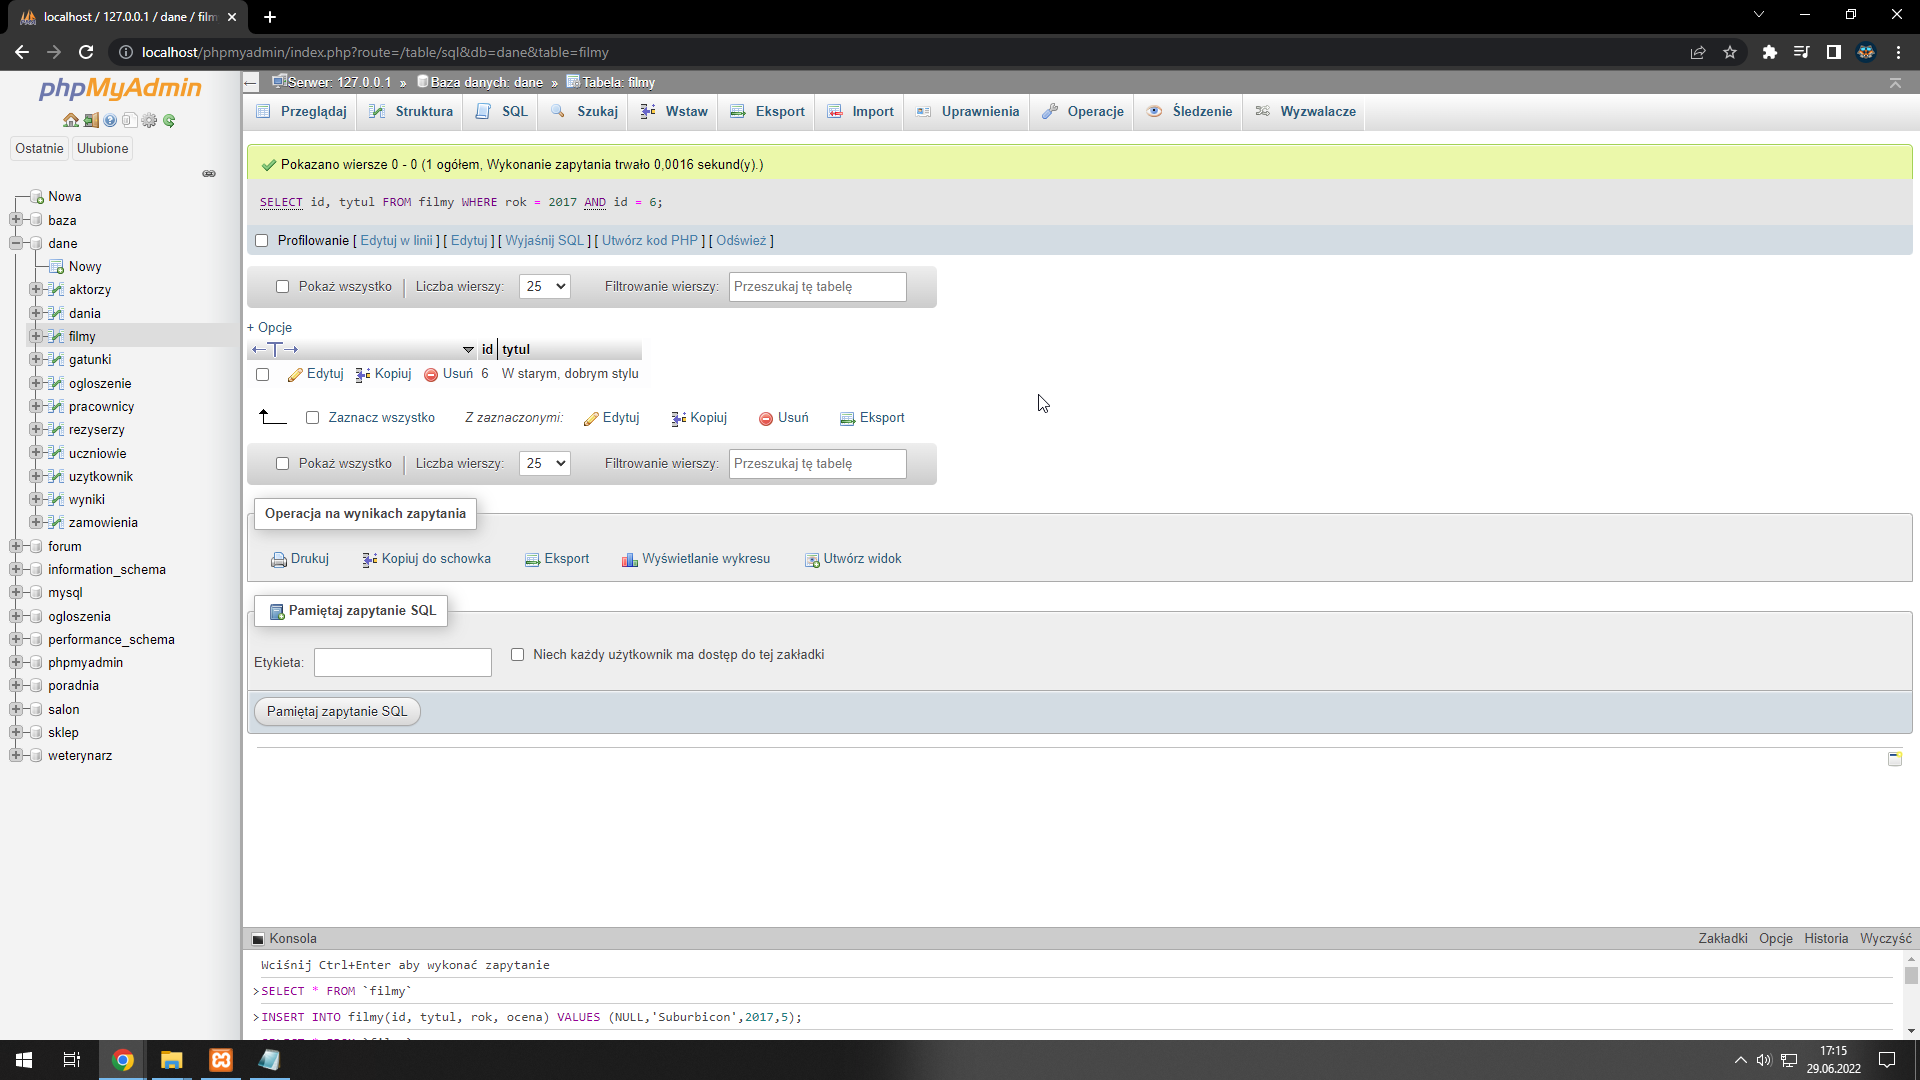 localhost / 127.0.0.1 / dane / film
localhost/phpmyadmin/index.php?route=/table/sql&db=dane&table=filmy
phpMyAdmin
Ostatnie Ulubione
Nowa
baza
dane
Nowy
aktorzy
dania
filmy
gatunki
ogloszenie
pracownicy
rezyserzy
uczniowie
uzytkownik
wyniki
zamowienia
forum
information_schema
mysql
ogloszenia
performance_schema
phpmyadmin
poradnia
salon
sklep
weterynarz
Serwer: 127.0.0.1 » Baza danych: dane » Tabela: filmy
Przeglądaj Struktura SQL Szukaj Wstaw Eksport Import Uprawnienia Operacje Śledzenie Wyzwalacze
Pokazano wiersze 0 - 0 (1 ogółem, Wykonanie zapytania trwało 0,0016 sekund(y).)
SELECT id, tytul FROM filmy WHERE rok = 2017 AND id = 6;
Profilowanie [ Edytuj w linii ] [ Edytuj ] [ Wyjaśnij SQL ] [ Utwórz kod PHP ] [ Odśwież ]
Pokaż wszystko Liczba wierszy: 25 Filtrowanie wierszy: Przeszukaj tę tabelę
+ Opcje
←T→ id tytul
Edytuj Kopiuj Usuń 6 W starym, dobrym stylu
Zaznacz wszystko Z zaznaczonymi: Edytuj Kopiuj Usuń Eksport
Pokaż wszystko Liczba wierszy: 25 Filtrowanie wierszy: Przeszukaj tę tabelę
Operacja na wynikach zapytania
Drukuj Kopiuj do schowka Eksport Wyświetlanie wykresu Utwórz widok
Pamiętaj zapytanie SQL
Etykieta: Niech każdy użytkownik ma dostęp do tej zakładki
Pamiętaj zapytanie SQL
Konsola Zakładki Opcje Historia Wyczyść
Wciśnij Ctrl+Enter aby wykonać zapytanie
>SELECT * FROM `filmy`
>INSERT INTO filmy(id, tytul, rok, ocena) VALUES (NULL,'Suburbicon',2017,5);
17:15
29.06.2022